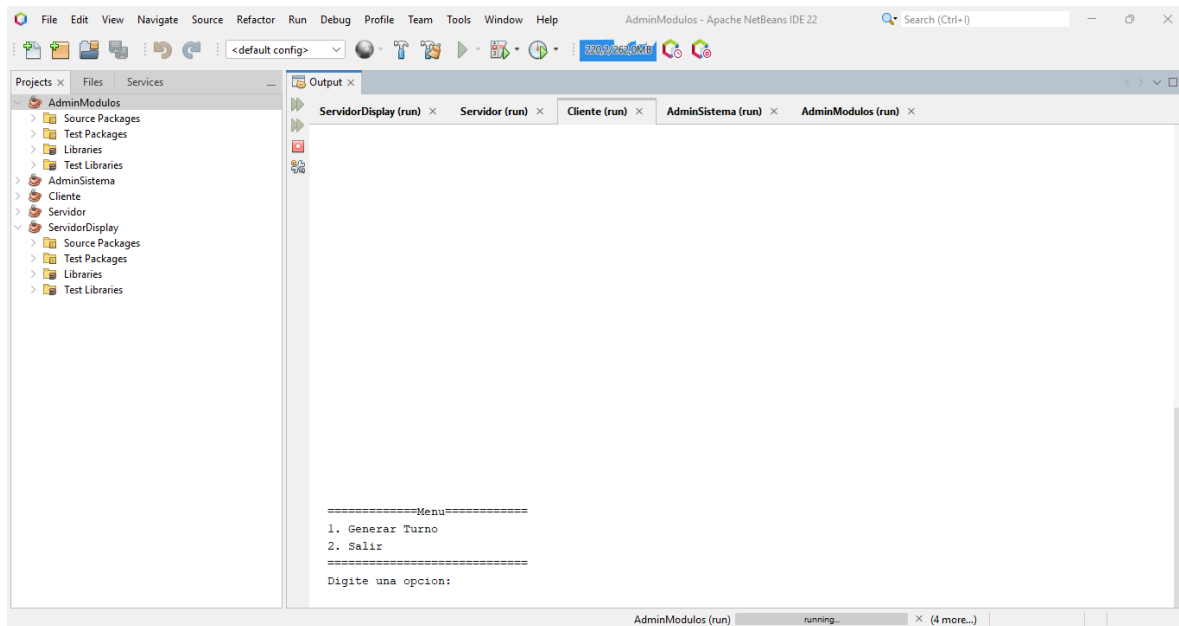 File Edit View Navigate Source Refactor Run Debug Profile Team Tools Window Help AdminModulos - Apache NetBeans IDE 22 Search (Ctrl+I)
<default config> 220,2/262,0MB
Projects Files Services
Output
AdminModulos
Source Packages
Test Packages
Libraries
Test Libraries
AdminSistema
Cliente
Servidor
ServidorDisplay
Source Packages
Test Packages
Libraries
Test Libraries
ServidorDisplay (run) Servidor (run) Cliente (run) AdminSistema (run) AdminModulos (run)
=============Menu============
1. Generar Turno
2. Salir
=============================
Digite una opcion:
AdminModulos (run) running... (4 more...)